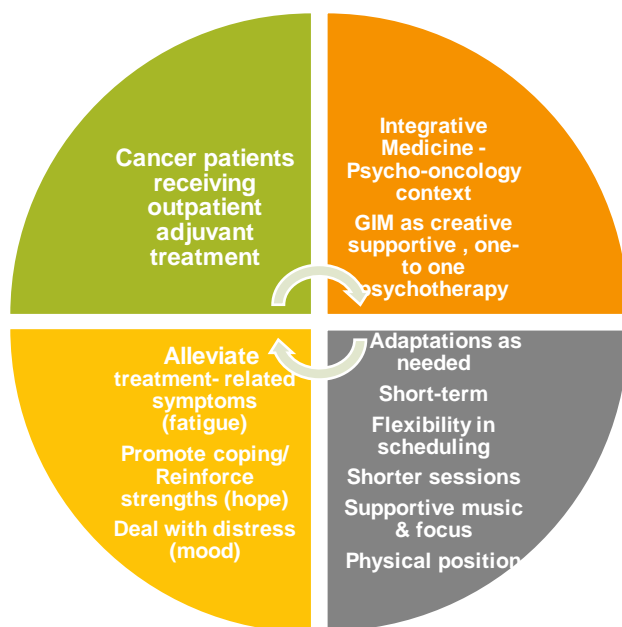 Cancer patients
receiving
outpatient
adjuvant
treatment
Integrative
Medicine -
Psycho-oncology
context
GIM as creative
supportive , one-
to one
psychotherapy
Alleviate
treatment- related
symptoms
(fatigue)
Promote coping/
Reinforce
strengths (hope)
Deal with distress
(mood)
Adaptations as
needed
Short-term
Flexibility in
scheduling
Shorter sessions
Supportive music
& focus
Physical position